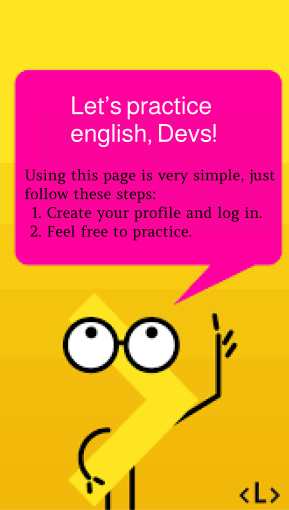 Let's practice
english, Devs!
Using this page is very simple, just
follow these steps:
1. Create your profile and log in.
2. Feel free to practice.
<L>